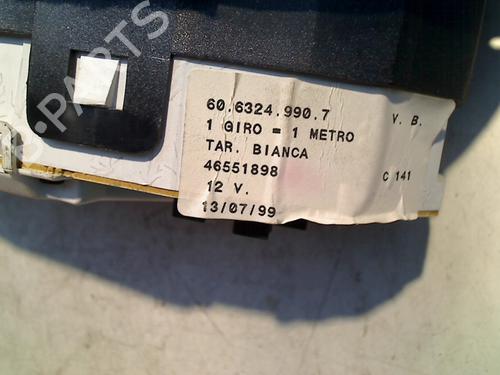 60.6324.990.7 V. B.
1 GIRO = 1 METRO
TAR. BIANCA
46551898 C 141
12 V.
13/07/99
B-PARTS